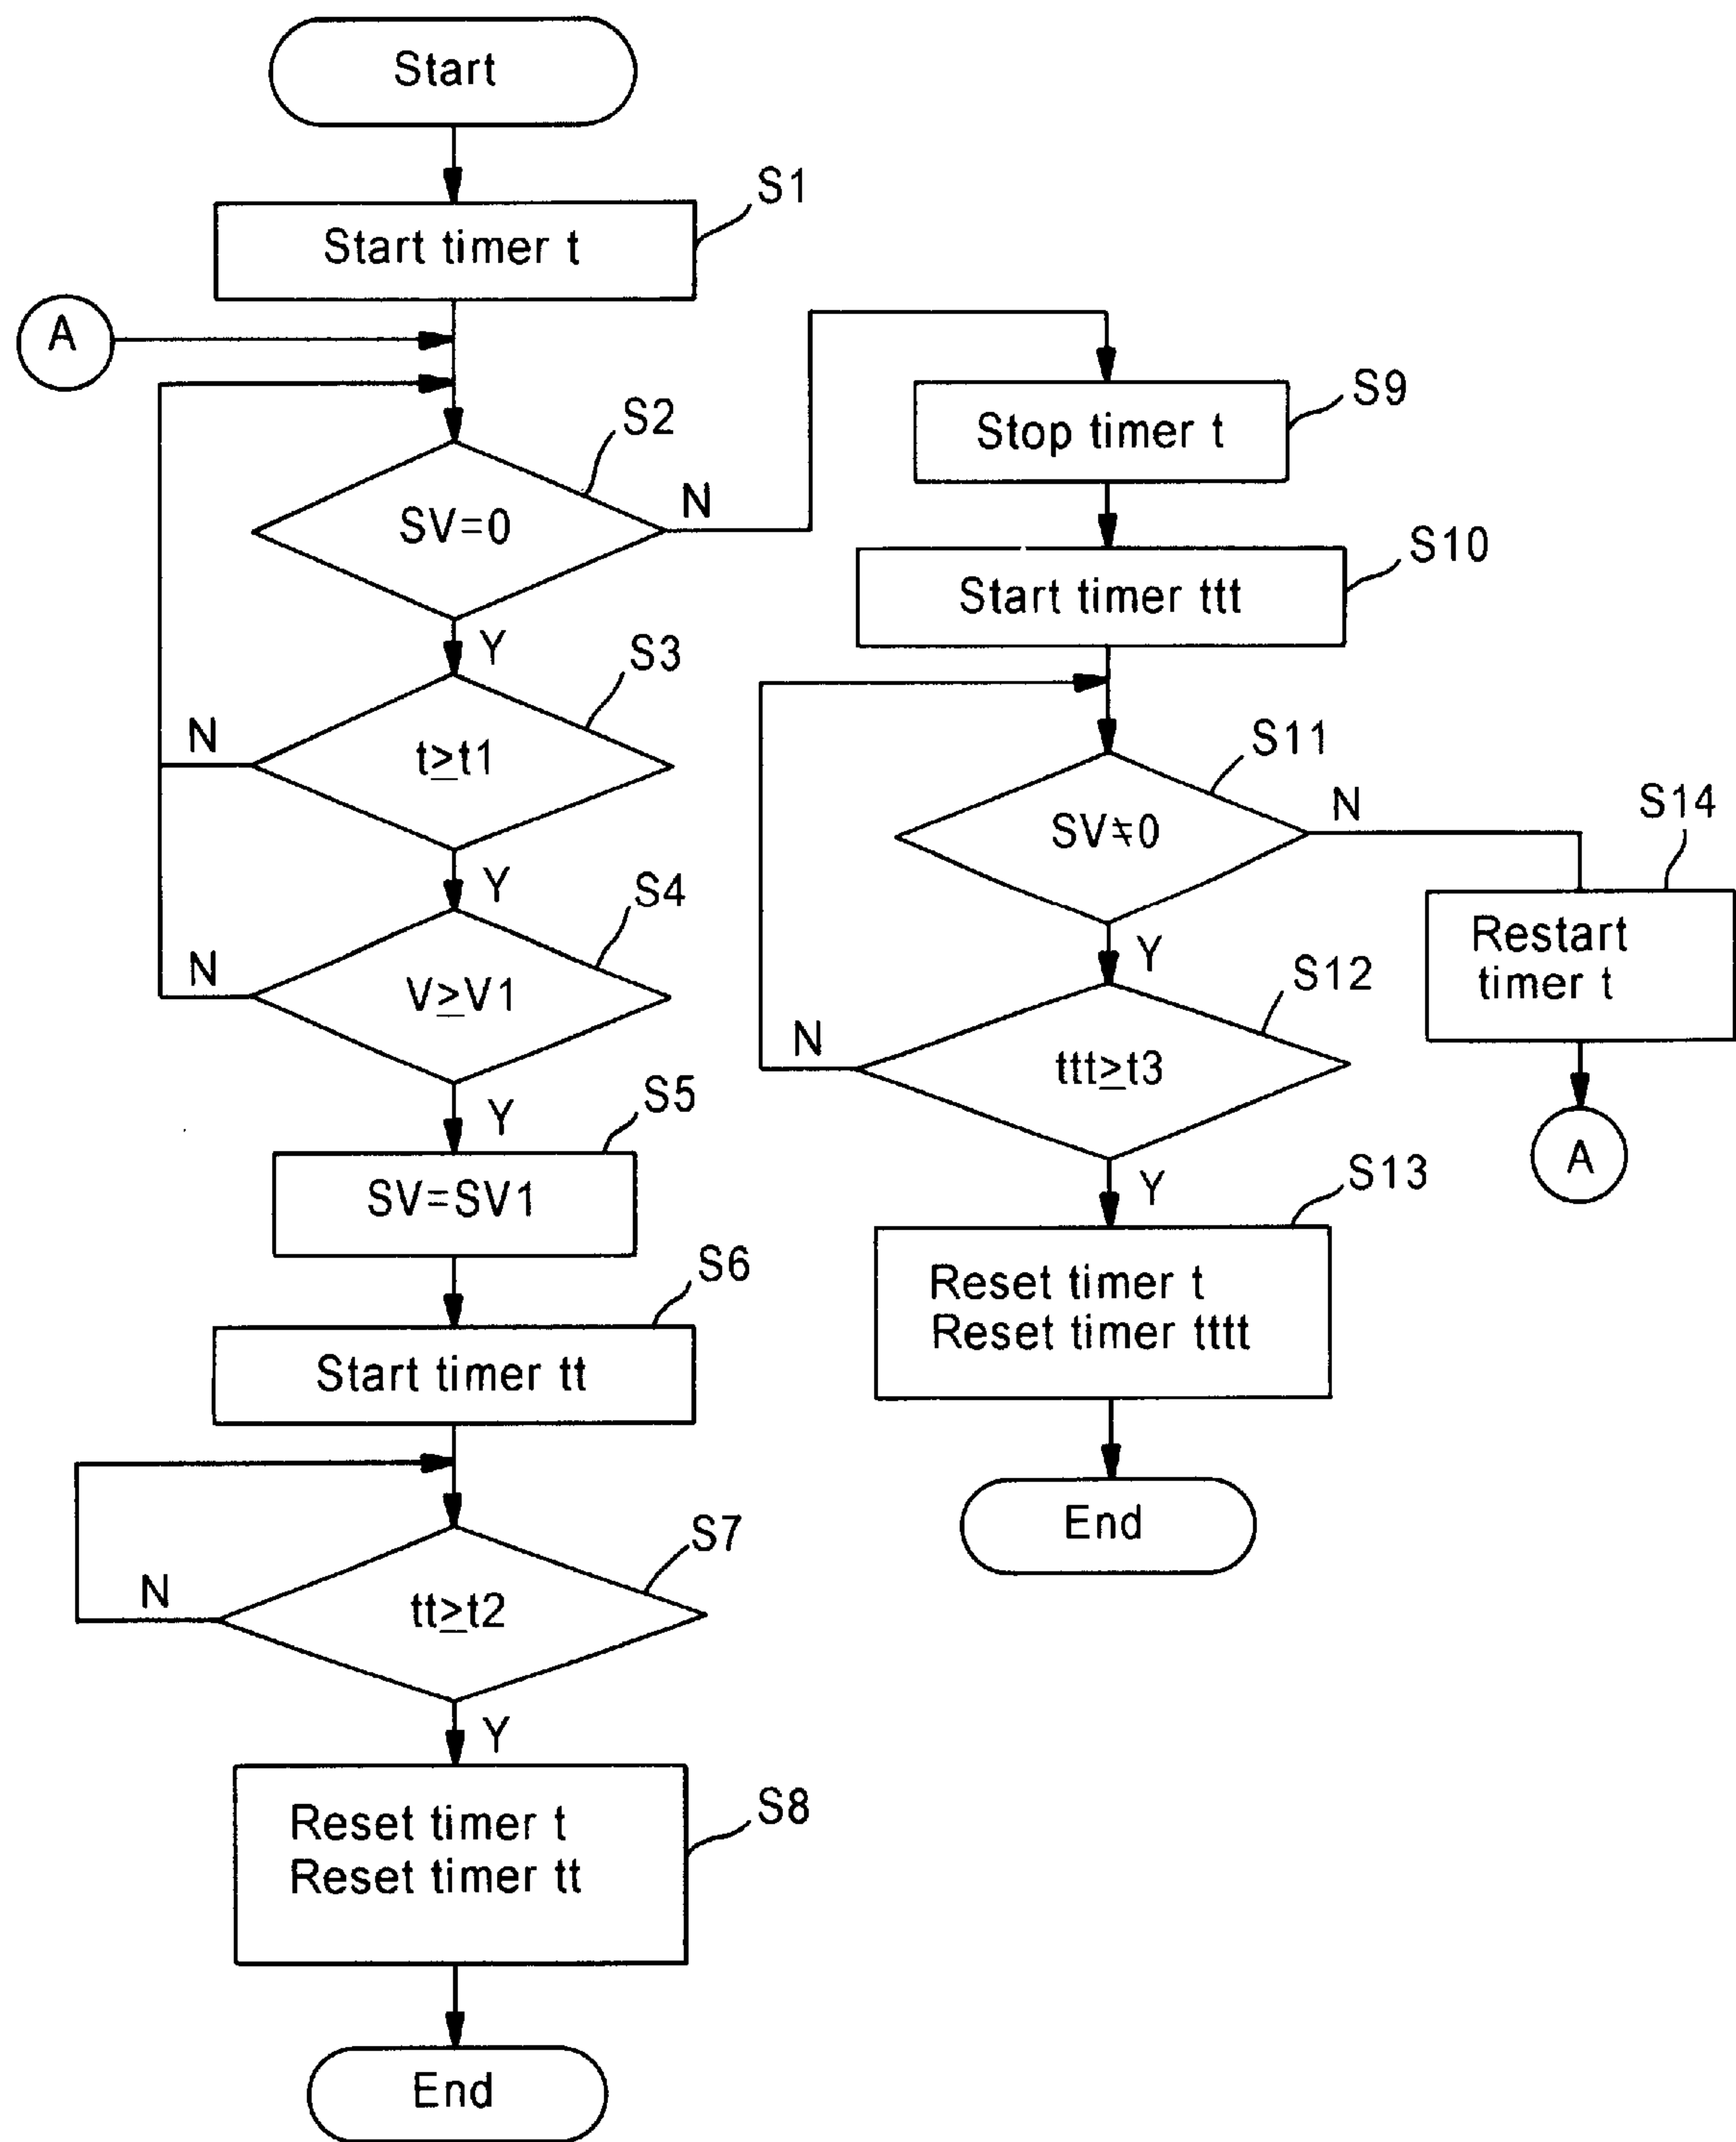 Start
S1
Start timer t
A
S2
SV=0
N
Y
S3
t≥t1
N
Y
S4
V≥V1
N
Y
S5
SV=SV1
S6
Start timer tt
S7
tt≥t2
N
Y
S8
Reset timer t
Reset timer tt
End
S9
Stop timer t
S10
Start timer ttt
S11
SV≠0
N
Y
S14
Restart
timer t
A
S12
ttt≥t3
N
Y
S13
Reset timer t
Reset timer tttt
End